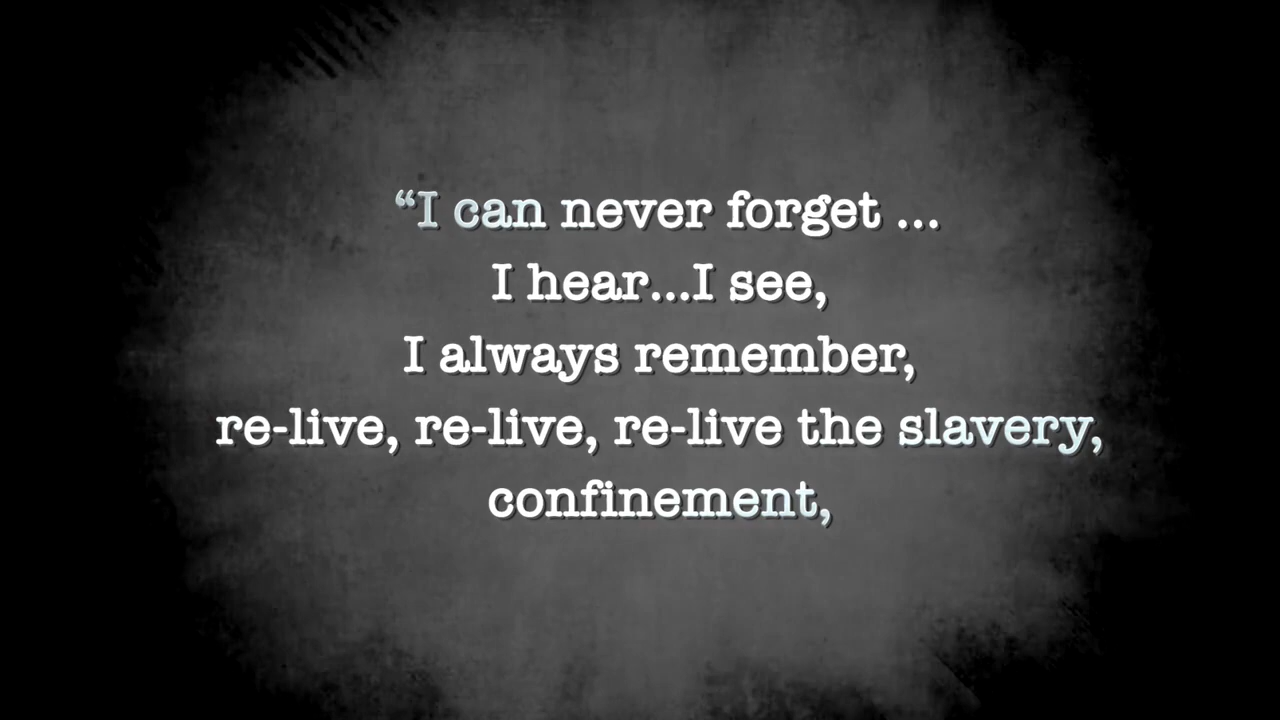 “I can never forget ...
I hear...I see,
I always remember,
re-live, re-live, re-live the slavery,
confinement,